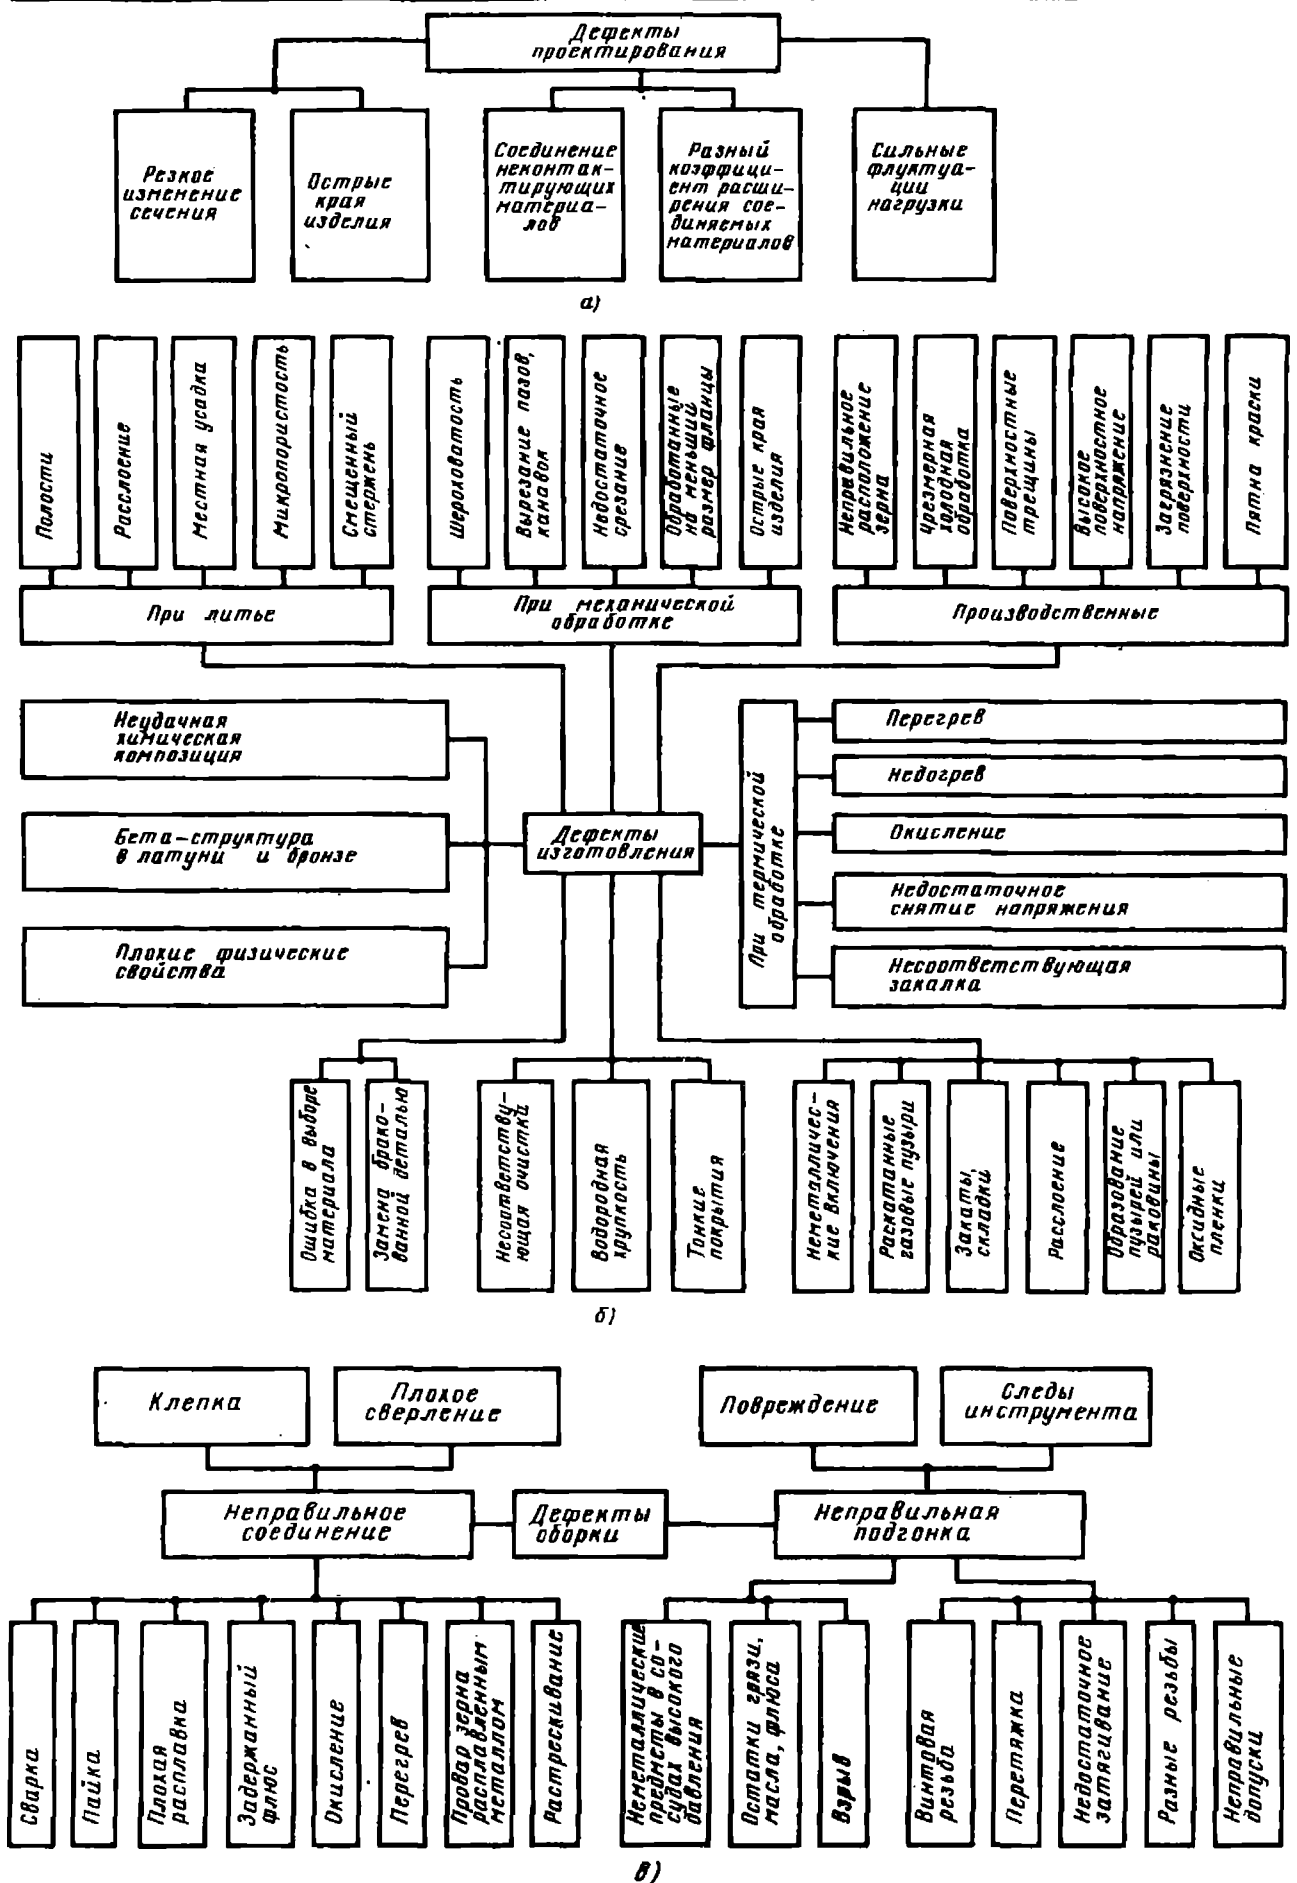 Дефекты
проектирования
Резкое
изменение
сечения
Острые
края
изделия
Соединение
неконтак-
тирующих
материа-
лов
Разный
коэффици-
ент расши-
рения сое-
диняемых
материалов
Сильные
флуктуа-
ции
нагрузки
а)
Полости
Расслоение
Местная усадка
Микропористость
Смещенный
стержень
Шероховатость
Вырезание пазов,
канавок
Недостаточное
срезание
Обработанные
на меньший
размер фланцы
Острые края
изделия
Неправильное
расположение
зерна
Чрезмерная
холодная
обработка
Поверхностные
трещины
Высокое
поверхностное
напряжение
Загрязнение
поверхности
Пятна краски
При литье
При механической
обработке
Производственные
Неудачная
химическая
композиция
Бета-структура
в латуни и бронзе
Плохие физические
свойства
Дефекты
изготовления
При термической
обработке
Перегрев
Недогрев
Окисление
Недостаточное
снятие напряжения
Несоответствующая
закалка
Ошибка в выборе
материала
Замена брако-
ванной деталью
Несоответству-
ющая очистка
Водородная
хрупкость
Тонкие
покрытия
Неметалличес-
кие включения
Раскатанные
газовые пузыри
Закаты,
складки
Расслоение
Образование
пузырей или
раковины
Оксидные
пленки
б)
Клепка
Плохое
сверление
Повреждение
Следы
инструмента
Неправильное
соединение
Дефекты
сборки
Неправильная
подгонка
Сварка
Пайка
Плохая
расплавка
Задержанный
флюс
Окисление
Перегрев
Провар зерна
расплавленным
металлом
Растрескивание
Неметаллические
предметы в со-
судах высокого
давления
Остатки грязи,
масла, флюса
Взрыв
Винтовая
резьба
Перетяжка
Недостаточное
затягивание
Разные резьбы
Неправильные
допуски
в)